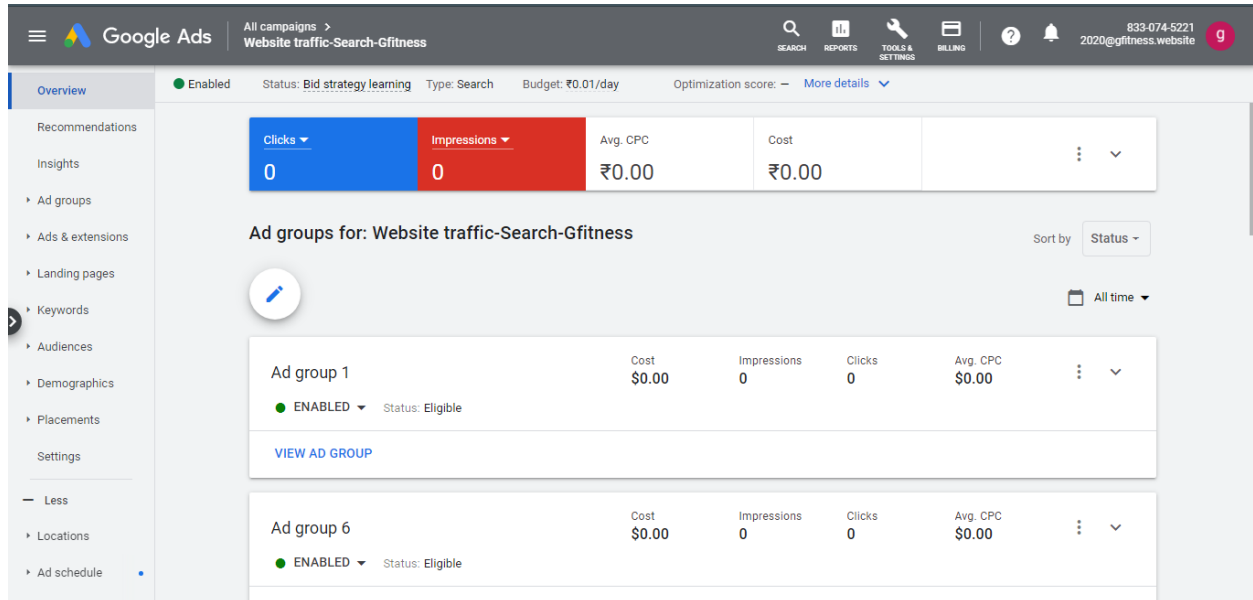 Google Ads
All campaigns >
Website traffic-Search-Gfitness
SEARCH
REPORTS
TOOLS &
SETTINGS
BILLING
?
833-074-5221
2020@gfitness.website
g
Overview
Recommendations
Insights
Ad groups
Ads & extensions
Landing pages
Keywords
Audiences
Demographics
Placements
Settings
Less
Locations
Ad schedule
Enabled Status: Bid strategy learning Type: Search Budget: ₹0.01/day Optimization score: – More details
Clicks Impressions Avg. CPC Cost
0 0 ₹0.00 ₹0.00
Ad groups for: Website traffic-Search-Gfitness
Sort by Status
All time
Ad group 1
Cost Impressions Clicks Avg. CPC
$0.00 0 0 $0.00
ENABLED Status: Eligible
VIEW AD GROUP
Ad group 6
Cost Impressions Clicks Avg. CPC
$0.00 0 0 $0.00
ENABLED Status: Eligible